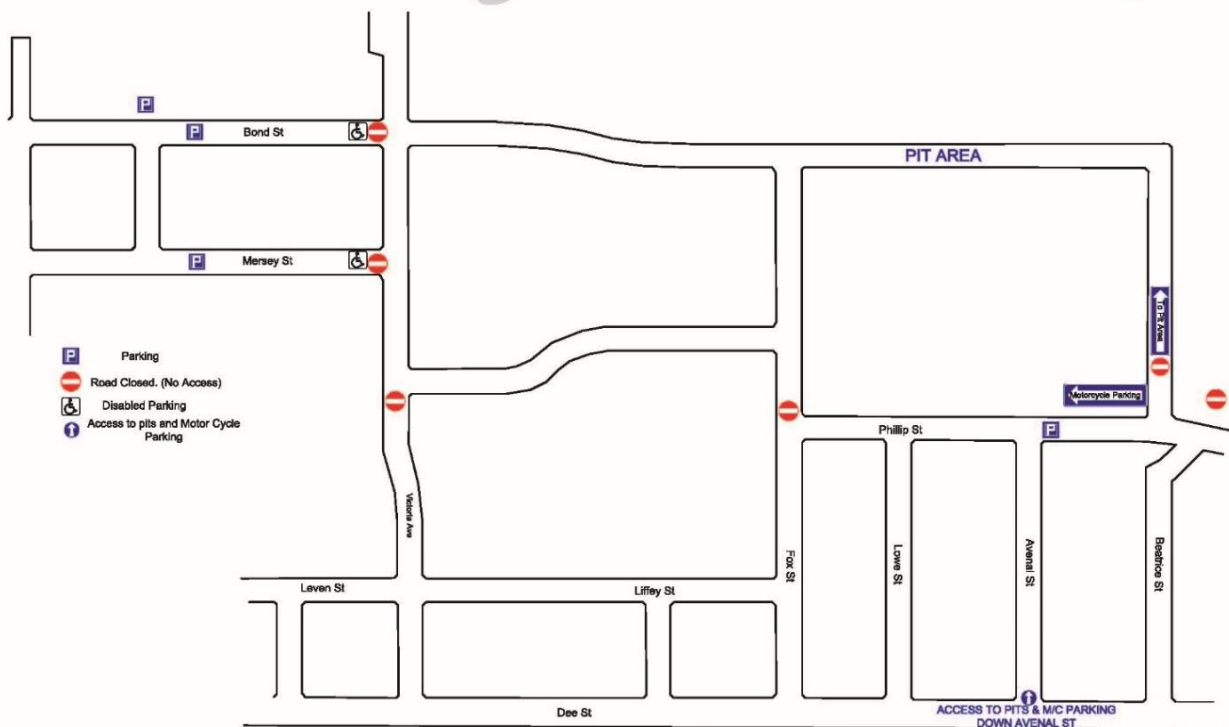 P
P
Bond St
PIT AREA
P
Mersey St
To Pit Area
P
Parking
Road Closed. (No Access)
Motorcycle Parking
Disabled Parking
Access to pits and Motor Cycle
Parking
Phillip St
P
Victoria Ave
Fox St
Lowe St
Avenal St
Beatrice St
Leven St
Liffey St
Dee St
ACCESS TO PITS & M/C PARKING
DOWN AVENAL ST